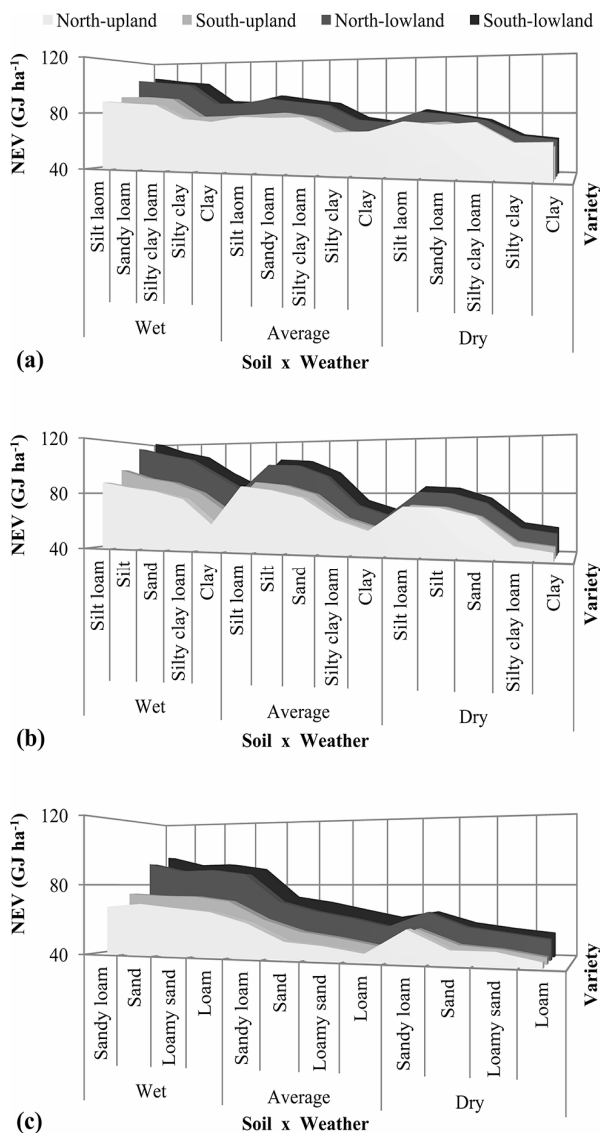 North-upland South-upland North-lowland South-lowland
NEV (GJ ha-1)
120
80
40
Silt laom
Sandy loam
Silty clay loam
Silty clay
Clay
Silt laom
Sandy loam
Silty clay loam
Silty clay
Clay
Silt laom
Sandy loam
Silty clay loam
Silty clay
Clay
Variety
Wet Average Dry
(a)
Soil x Weather
NEV (GJ ha-1)
120
80
40
Silt loam
Silt
Sand
Silty clay loam
Clay
Silt loam
Silt
Sand
Silty clay loam
Clay
Silt loam
Silt
Sand
Silty clay loam
Clay
Variety
Wet Average Dry
(b)
Soil x Weather
NEV (GJ ha-1)
120
80
40
Sandy loam
Sand
Loamy sand
Loam
Sandy loam
Sand
Loamy sand
Loam
Sandy loam
Sand
Loamy sand
Loam
Variety
Wet Average Dry
(c)
Soil x Weather